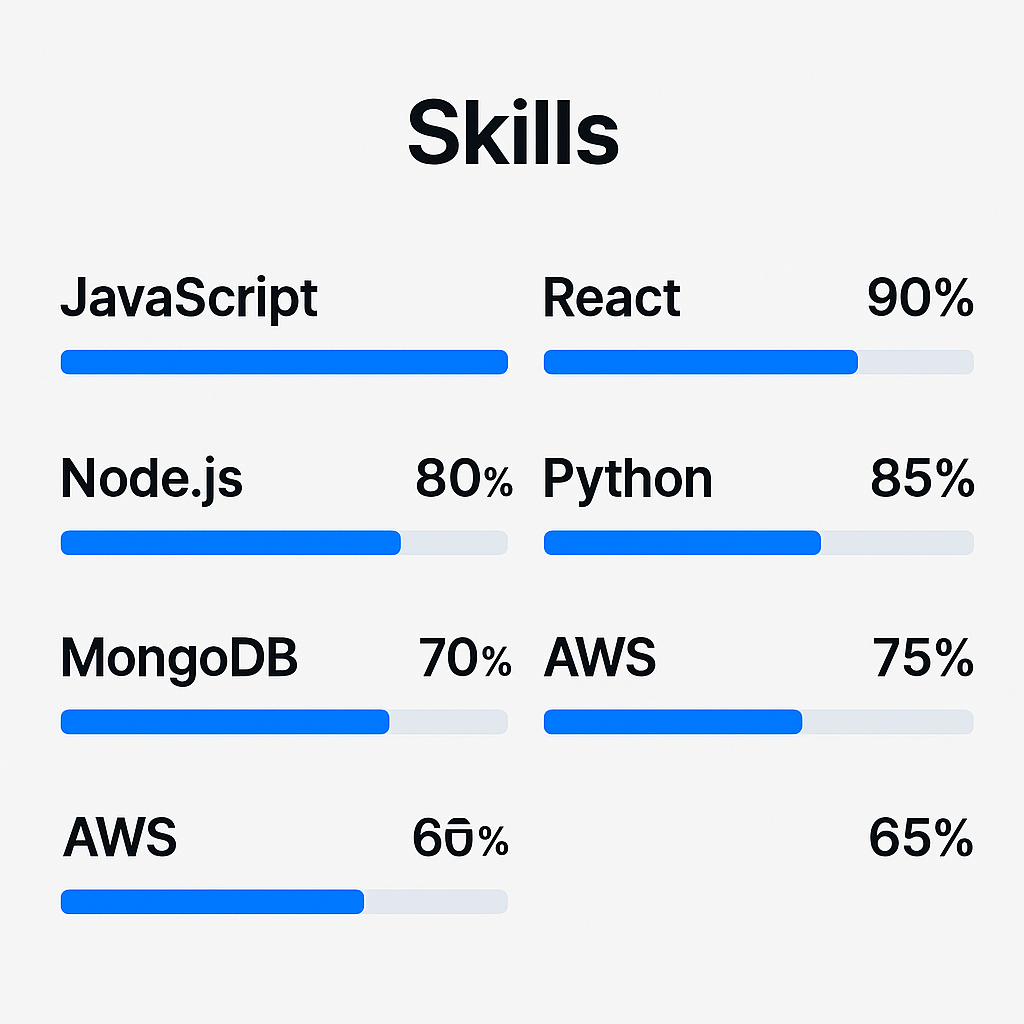 Skills
JavaScript React 90%
Node.js 80% Python 85%
MongoDB 70% AWS 75%
AWS 65%